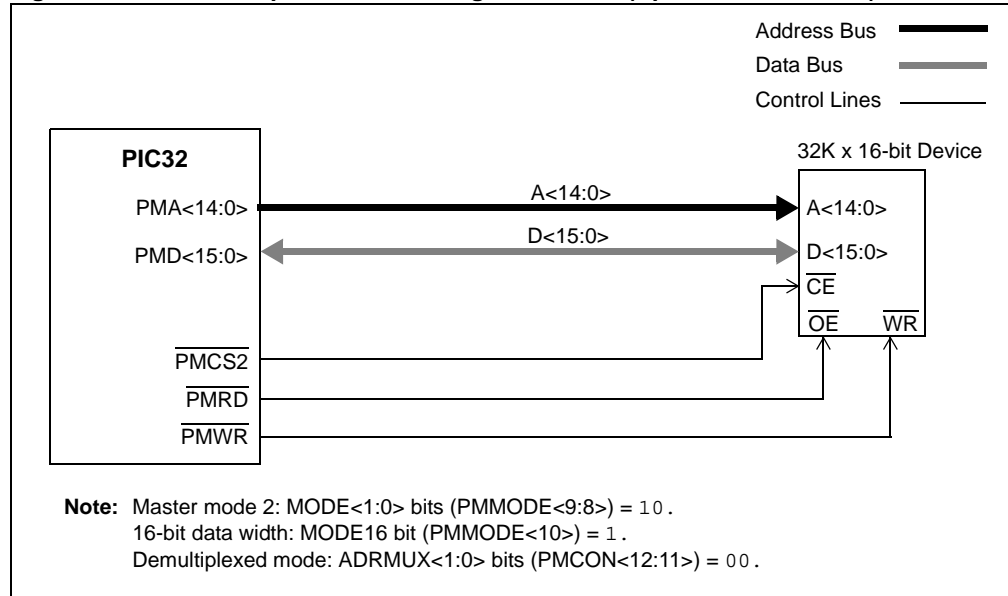 Address Bus
Data Bus
Control Lines
PIC32
32K x 16-bit Device
PMA<14:0>
A<14:0>
A<14:0>
PMD<15:0>
D<15:0>
D<15:0>
CE
OE WR
PMCS2
PMRD
PMWR
Note: Master mode 2: MODE<1:0> bits (PMMODE<9:8>) = 10.
16-bit data width: MODE16 bit (PMMODE<10>) = 1.
Demultiplexed mode: ADRMUX<1:0> bits (PMCON<12:11>) = 00.